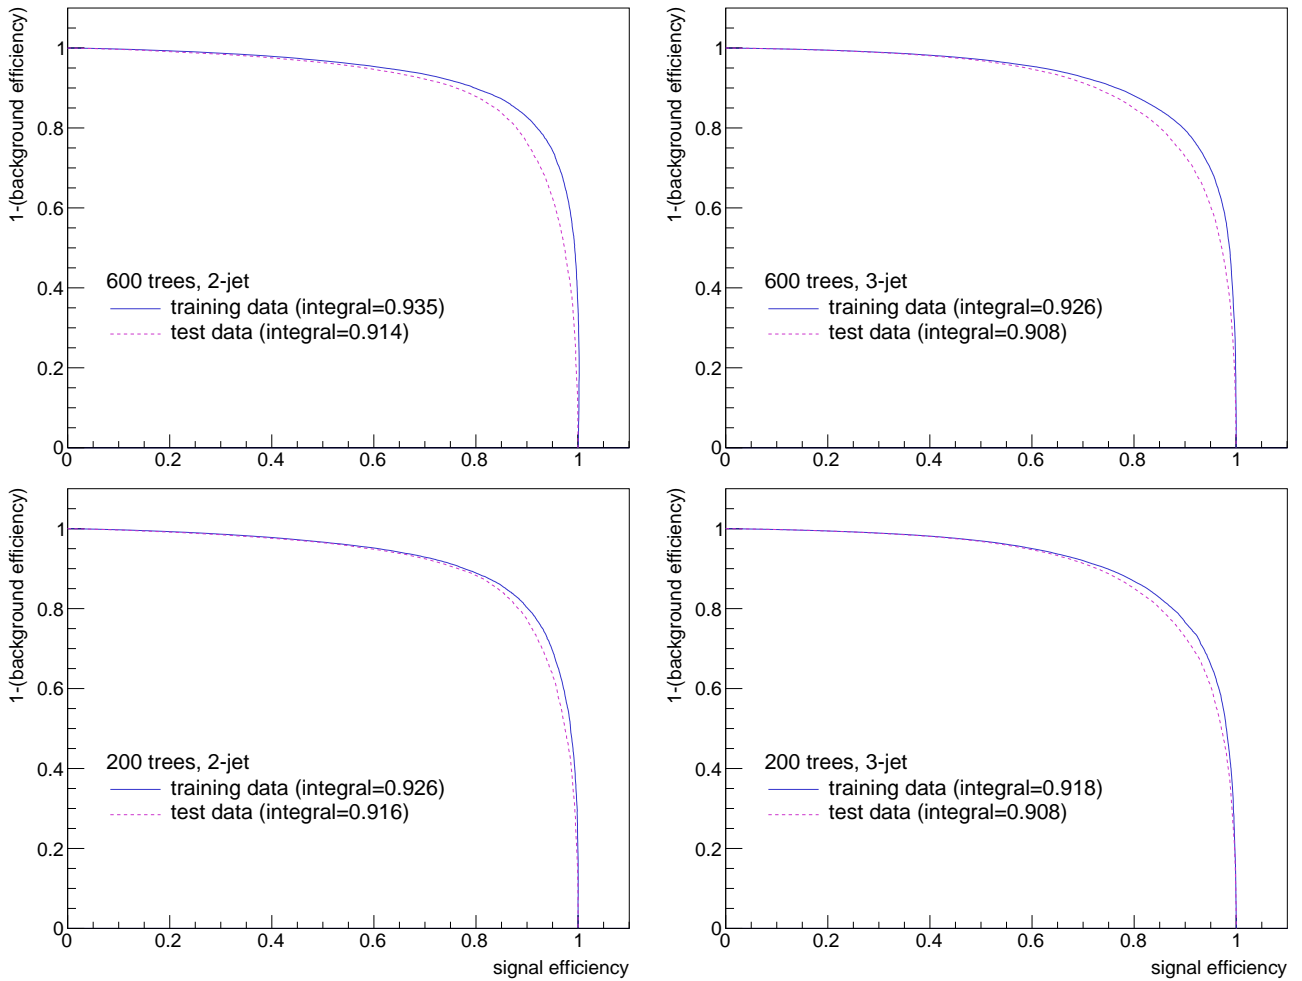 1-(background efficiency)
1
0.8
0.6
0.4
0.2
0
600 trees, 2-jet
training data (integral=0.935)
test data (integral=0.914)
0 0.2 0.4 0.6 0.8 1
1-(background efficiency)
1
0.8
0.6
0.4
0.2
0
600 trees, 3-jet
training data (integral=0.926)
test data (integral=0.908)
0 0.2 0.4 0.6 0.8 1
1-(background efficiency)
1
0.8
0.6
0.4
0.2
0
200 trees, 2-jet
training data (integral=0.926)
test data (integral=0.916)
0 0.2 0.4 0.6 0.8 1
signal efficiency
1-(background efficiency)
1
0.8
0.6
0.4
0.2
0
200 trees, 3-jet
training data (integral=0.918)
test data (integral=0.908)
0 0.2 0.4 0.6 0.8 1
signal efficiency